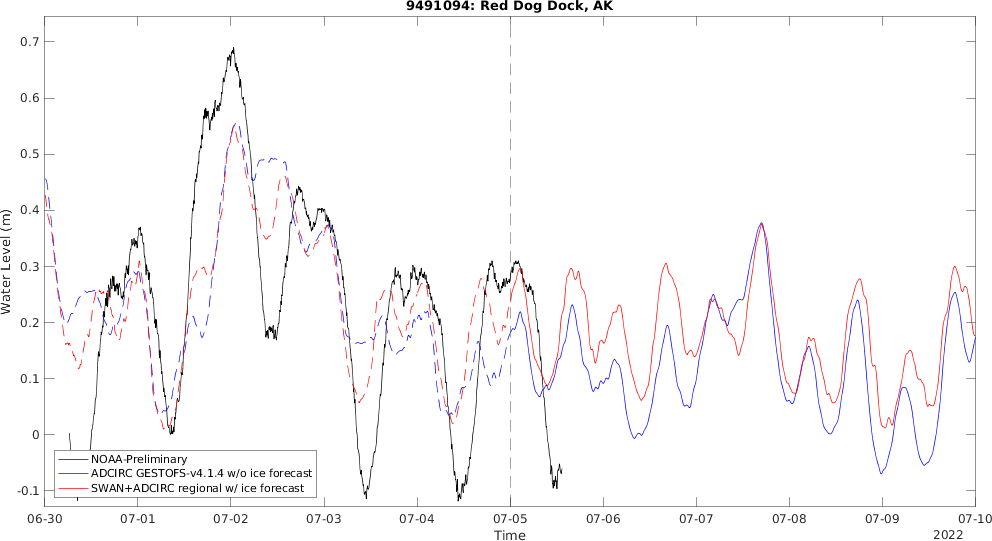 9491094: Red Dog Dock, AK
Water Level (m)
0.7
0.6
0.5
0.4
0.3
0.2
0.1
0
-0.1
NOAA-Preliminary
ADCIRC GESTOFS-v4.1.4 w/o ice forecast
SWAN+ADCIRC regional w/ ice forecast
06-30 07-01 07-02 07-03 07-04 07-05 07-06 07-07 07-08 07-09 07-10
Time
2022